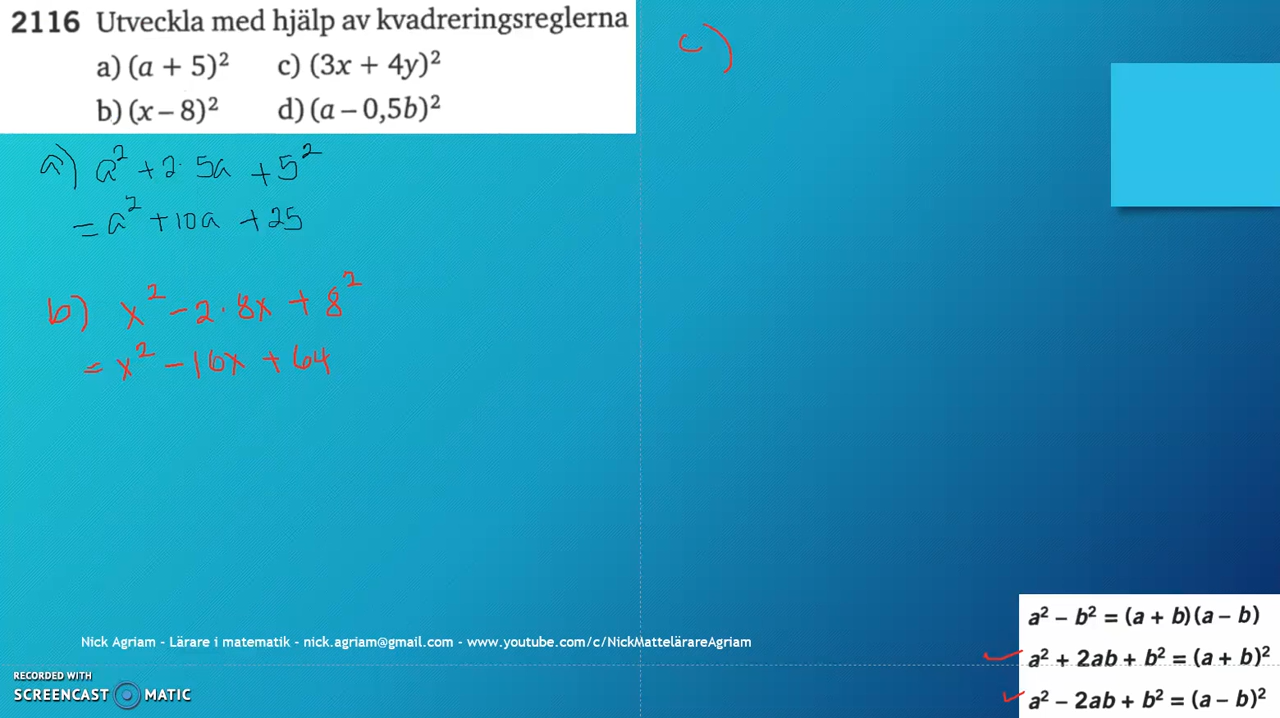 2116 Utveckla med hjälp av kvadreringsreglerna
a) (a + 5)² c) (3x + 4y)²
b) (x – 8)² d) (a – 0,5b)²
a) a² + 2· 5a + 5²
= a² + 10a + 25
b) x² – 2 · 8x + 8²
= x² – 16x + 64
c)
Nick Agriam - Lärare i matematik - nick.agriam@gmail.com - www.youtube.com/c/NickMattelärareAgriam
RECORDED WITH
SCREENCAST MATIC
a² – b² = (a + b)(a – b)
a² + 2ab + b² = (a + b)²
a² – 2ab + b² = (a – b)²